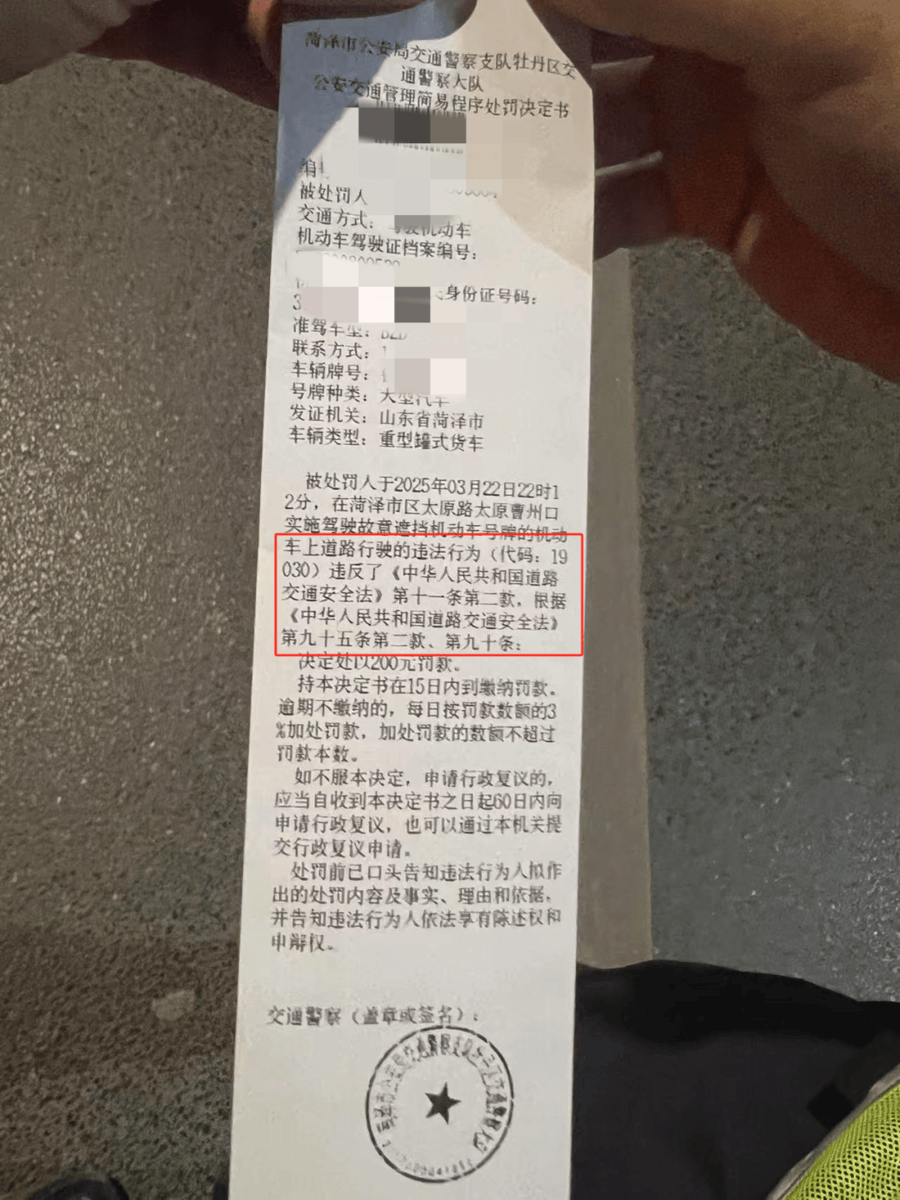 菏泽市公安局交通警察支队牡丹区交
通警察大队
公安交通管理简易程序处罚决定书
编
被处罚人
交通方式：驾驶机动车
机动车驾驶证档案编号：
身份证号码：
3
准驾车型：B2D
联系方式：1
车辆牌号：
号牌种类：大型汽车
发证机关：山东省菏泽市
车辆类型：重型罐式货车
被处罚人于2025年03月22日22时1
2分，在菏泽市区太原路太原曹州口
实施驾驶故意遮挡机动车号牌的机动
车上道路行驶的违法行为（代码：19
030）违反了《中华人民共和国道路
交通安全法》第十一条第二款，根据
《中华人民共和国道路交通安全法》
第九十五条第二款、第九十条；
决定处以200元罚款。
持本决定书在15日内到缴纳罚款。
逾期不缴纳的，每日按罚款数额的3
%加处罚款，加处罚款的数额不超过
罚款本数。
如不服本决定，申请行政复议的，
应当自收到本决定书之日起60日内向
申请行政复议，也可以通过本机关提
交行政复议申请。
处罚前已口头告知违法行为人拟作
出的处罚内容及事实、理由和依据，
并告知违法行为人依法享有陈述权和
申辩权。
交通警察（盖章或签名）：